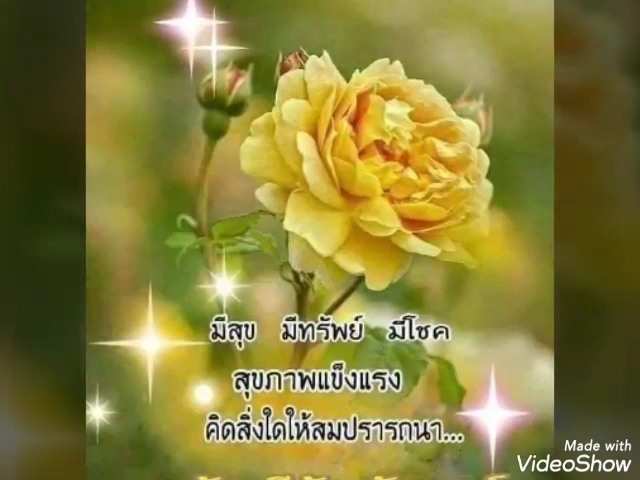 มีสุข มีทรัพย์ มีโชค
สุขภาพแข็งแรง
คิดสิ่งใดให้สมปรารถนา...
Made with
VideoShow